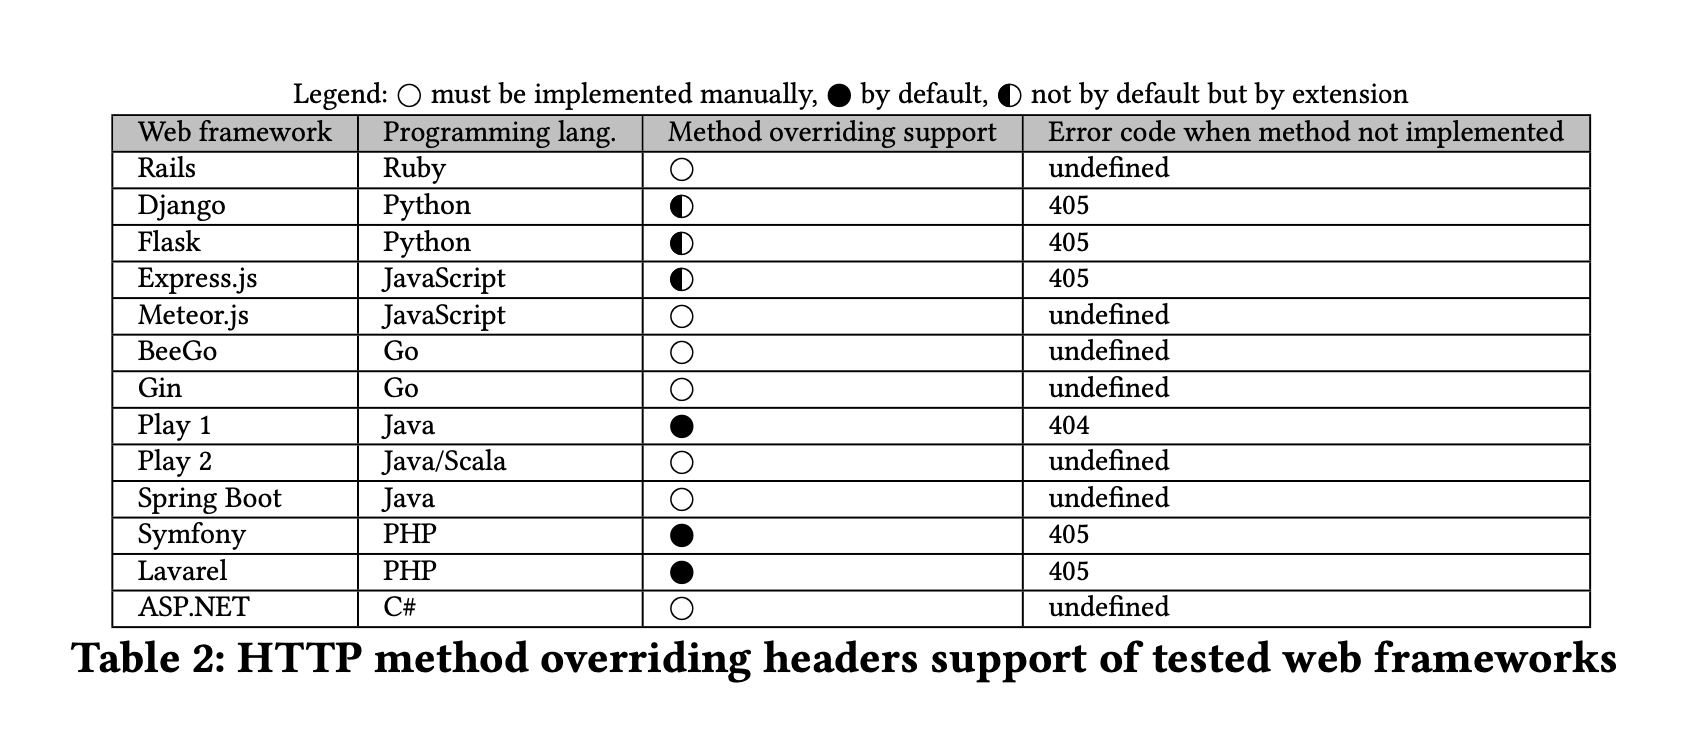 Legend: ○ must be implemented manually, ● by default, ◐ not by default but by extension
Web framework Programming lang. Method overriding support Error code when method not implemented
Rails Ruby ○ undefined
Django Python ◐ 405
Flask Python ◐ 405
Express.js JavaScript ◐ 405
Meteor.js JavaScript ○ undefined
BeeGo Go ○ undefined
Gin Go ○ undefined
Play 1 Java ● 404
Play 2 Java/Scala ○ undefined
Spring Boot Java ○ undefined
Symfony PHP ● 405
Lavarel PHP ● 405
ASP.NET C# ○ undefined
Table 2: HTTP method overriding headers support of tested web frameworks